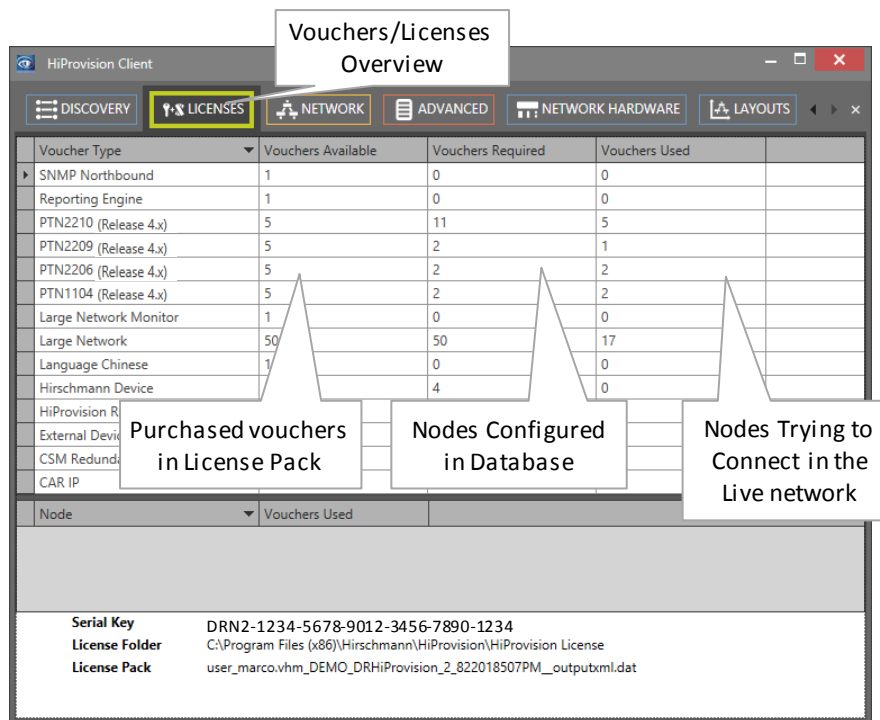 Vouchers/Licenses
Overview
HiProvision Client
DISCOVERY LICENSES NETWORK ADVANCED NETWORK HARDWARE LAYOUTS
Voucher Type Vouchers Available Vouchers Required Vouchers Used
SNMP Northbound 1 0 0
Reporting Engine 1 0 0
PTN2210 (Release 4.x) 5 11 5
PTN2209 (Release 4.x) 5 2 1
PTN2206 (Release 4.x) 5 2 2
PTN1104 (Release 4.x) 5 2 2
Large Network Monitor 1 0 0
Large Network 50 50 17
Language Chinese 1 0 0
Hirschmann Device 4 0
HiProvision
External
CSM
CAR IP
Purchased vouchers
in License Pack
Nodes Configured
in Database
Nodes Trying to
Connect in the
Live network
Node Vouchers Used
Serial Key DRN2-1234-5678-9012-3456-7890-1234
License Folder C:\Program Files (x86)\Hirschmann\HiProvision\HiProvision License
License Pack user_marco.vhm_DEMO_DRHiProvision_2_822018507PM__outputxml.dat